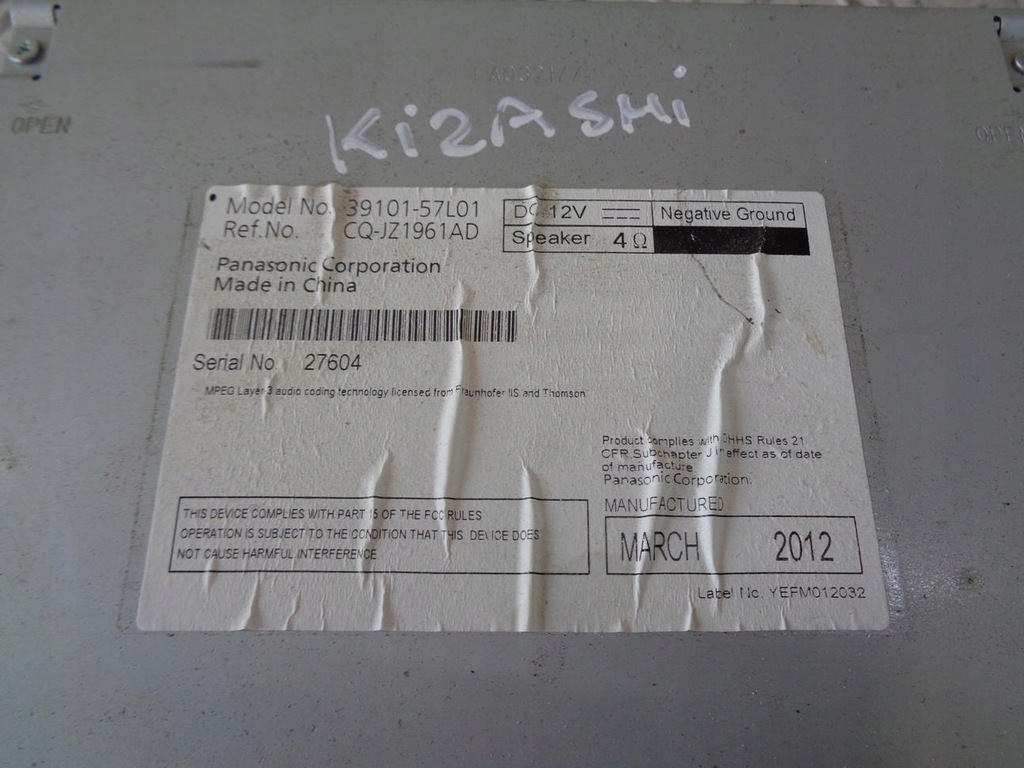 OPEN
KiZASHi
Model No. 39101-57L01
Ref.No. CQ-JZ1961AD
DC 12V
Negative Ground
Speaker 4Ω
Panasonic Corporation
Made in China
Serial No. 27604
MPEG Layer-3 audio coding technology licensed from Fraunhofer IIS and Thomson
Product complies with DHHS Rules 21
CFR Subchapter J in effect as of date
of manufacture
Panasonic Corporation.
MANUFACTURED
MARCH 2012
THIS DEVICE COMPLIES WITH PART 15 OF THE FCC RULES
OPERATION IS SUBJECT TO THE CONDITION THAT THIS DEVICE DOES
NOT CAUSE HARMFUL INTERFERENCE
Label No. YEFM012032